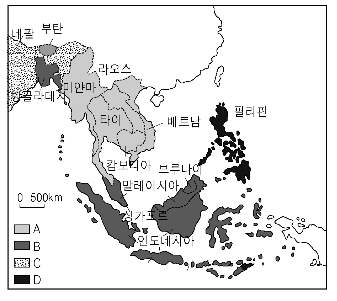 네팔
부탄
방글라데시
미얀마
라오스
타이
베트남
필리핀
캄보디아
브루나이
말레이시아
싱가포르
인도네시아
0 500km
A
B
C
D